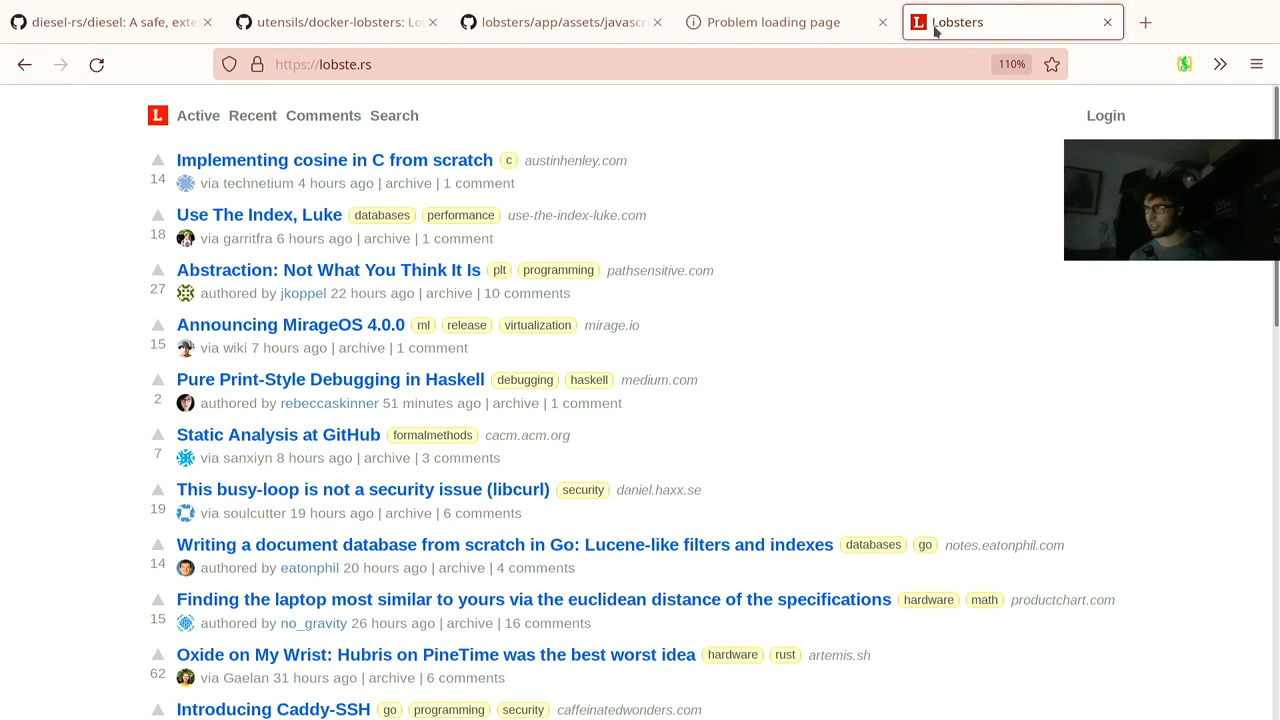 diesel-rs/diesel: A safe, exte
utensils/docker-lobsters: Lo
lobsters/app/assets/javascr
Problem loading page
Lobsters
https://lobste.rs
110%
L Active Recent Comments Search Login
Implementing cosine in C from scratch c austinhenley.com
14 via technetium 4 hours ago | archive | 1 comment
Use The Index, Luke databases performance use-the-index-luke.com
18 via garritfra 6 hours ago | archive | 1 comment
Abstraction: Not What You Think It Is plt programming pathsensitive.com
27 authored by jkoppel 22 hours ago | archive | 10 comments
Announcing MirageOS 4.0.0 ml release virtualization mirage.io
15 via wiki 7 hours ago | archive | 1 comment
Pure Print-Style Debugging in Haskell debugging haskell medium.com
2 authored by rebeccaskinner 51 minutes ago | archive | 1 comment
Static Analysis at GitHub formalmethods cacm.acm.org
7 via sanxiyn 8 hours ago | archive | 3 comments
This busy-loop is not a security issue (libcurl) security daniel.haxx.se
19 via soulcutter 19 hours ago | archive | 6 comments
Writing a document database from scratch in Go: Lucene-like filters and indexes databases go notes.eatonphil.com
14 authored by eatonphil 20 hours ago | archive | 4 comments
Finding the laptop most similar to yours via the euclidean distance of the specifications hardware math productchart.com
15 authored by no_gravity 26 hours ago | archive | 16 comments
Oxide on My Wrist: Hubris on PineTime was the best worst idea hardware rust artemis.sh
62 via Gaelan 31 hours ago | archive | 6 comments
Introducing Caddy-SSH go programming security caffeinatedwonders.com